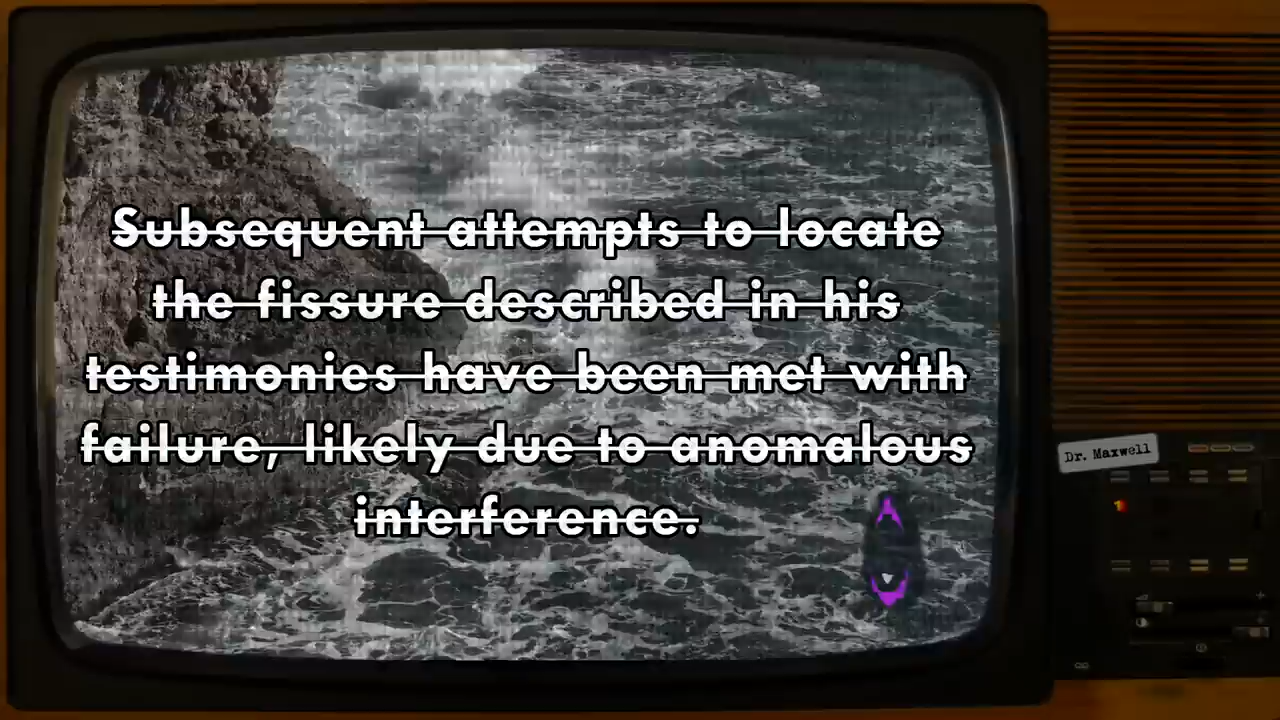 Subsequent attempts to locate
the fissure described in his
testimonies have been met with
failure, likely due to anomalous
interference.
Dr. Maxwell
1